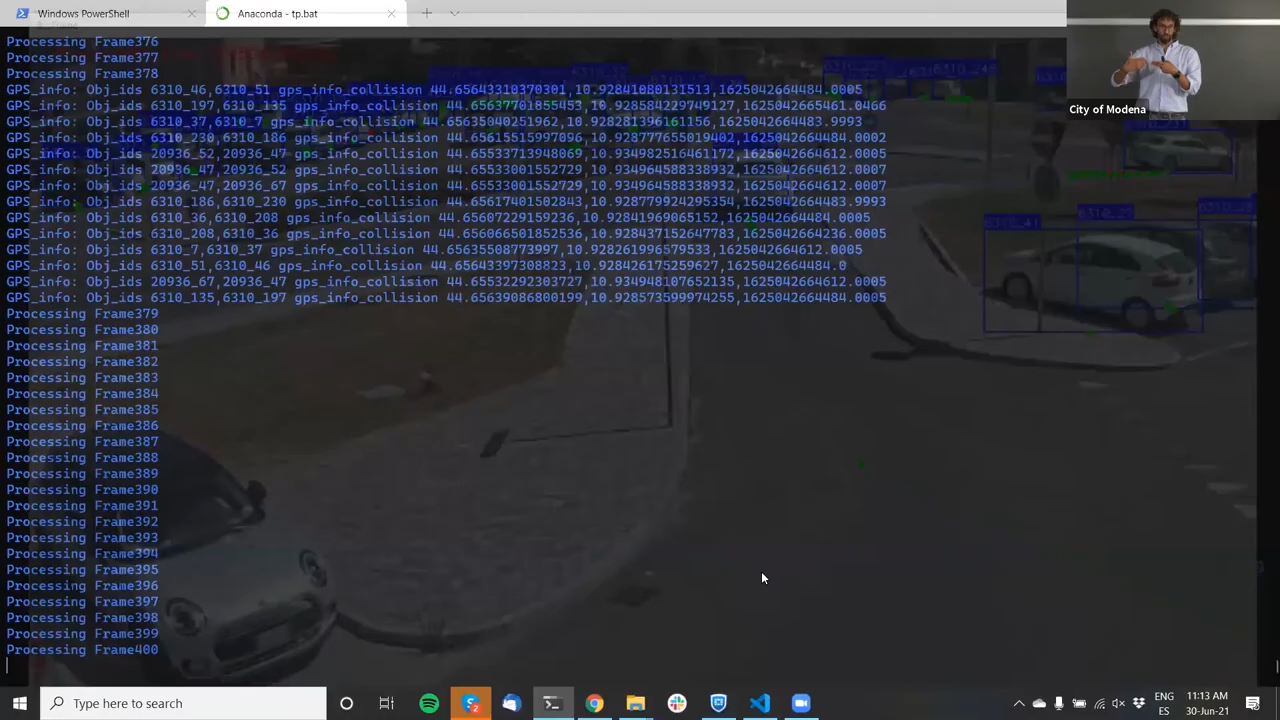 Windows PowerShell
Anaconda - tp.bat
City of Modena
Processing Frame376
Processing Frame377
Processing Frame378
GPS_info: Obj_ids 6310_46,6310_51 gps_info_collision 44.65643310370301,10.92841080131513,1625042664484.0005
GPS_info: Obj_ids 6310_197,6310_135 gps_info_collision 44.65637701855453,10.928584229749127,1625042665461.0466
GPS_info: Obj_ids 6310_37,6310_7 gps_info_collision 44.65635040251962,10.928281396161156,1625042664483.9993
GPS_info: Obj_ids 6310_230,6310_186 gps_info_collision 44.65615515997096,10.928777655019402,1625042664484.0002
GPS_info: Obj_ids 20936_52,20936_47 gps_info_collision 44.65533713948069,10.934982516461172,1625042664612.0005
GPS_info: Obj_ids 20936_47,20936_52 gps_info_collision 44.65533001552729,10.934964588338932,1625042664612.0007
GPS_info: Obj_ids 20936_47,20936_67 gps_info_collision 44.65533001552729,10.934964588338932,1625042664612.0007
GPS_info: Obj_ids 6310_186,6310_230 gps_info_collision 44.65617401529103,10.928779924295354,1625042664483.9993
GPS_info: Obj_ids 6310_36,6310_208 gps_info_collision 44.65607229159236,10.92841969065152,1625042664484.0005
GPS_info: Obj_ids 6310_208,6310_36 gps_info_collision 44.656066501852536,10.928437152647783,1625042664236.0005
GPS_info: Obj_ids 6310_7,6310_37 gps_info_collision 44.65635508773997,10.928261996579533,1625042664612.0005
GPS_info: Obj_ids 6310_51,6310_46 gps_info_collision 44.65643397308823,10.928426175259627,1625042664484.0
GPS_info: Obj_ids 20936_67,20936_47 gps_info_collision 44.65532292303727,10.934948107652135,1625042664612.0005
GPS_info: Obj_ids 6310_135,6310_197 gps_info_collision 44.65639086800199,10.928573599974255,1625042664484.0005
Processing Frame379
Processing Frame380
Processing Frame381
Processing Frame382
Processing Frame383
Processing Frame384
Processing Frame385
Processing Frame386
Processing Frame387
Processing Frame388
Processing Frame389
Processing Frame390
Processing Frame391
Processing Frame392
Processing Frame393
Processing Frame394
Processing Frame395
Processing Frame396
Processing Frame397
Processing Frame398
Processing Frame399
Processing Frame400
6310_41
Type here to search
ENG
ES
11:13 AM
30-Jun-21